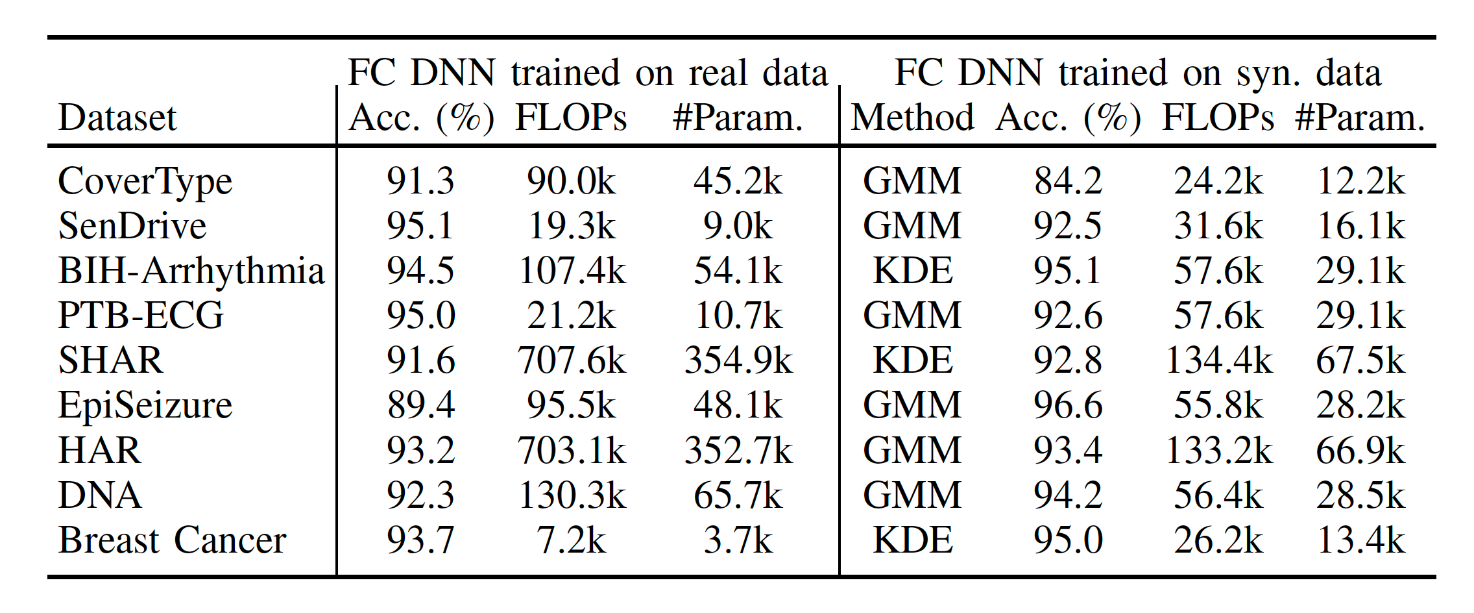 FC DNN trained on real data FC DNN trained on syn. data
Dataset Acc. (%) FLOPs #Param. Method Acc. (%) FLOPs #Param.
CoverType 91.3 90.0k 45.2k GMM 84.2 24.2k 12.2k
SenDrive 95.1 19.3k 9.0k GMM 92.5 31.6k 16.1k
BIH-Arrhythmia 94.5 107.4k 54.1k KDE 95.1 57.6k 29.1k
PTB-ECG 95.0 21.2k 10.7k GMM 92.6 57.6k 29.1k
SHAR 91.6 707.6k 354.9k KDE 92.8 134.4k 67.5k
EpiSeizure 89.4 95.5k 48.1k GMM 96.6 55.8k 28.2k
HAR 93.2 703.1k 352.7k GMM 93.4 133.2k 66.9k
DNA 92.3 130.3k 65.7k GMM 94.2 56.4k 28.5k
Breast Cancer 93.7 7.2k 3.7k KDE 95.0 26.2k 13.4k